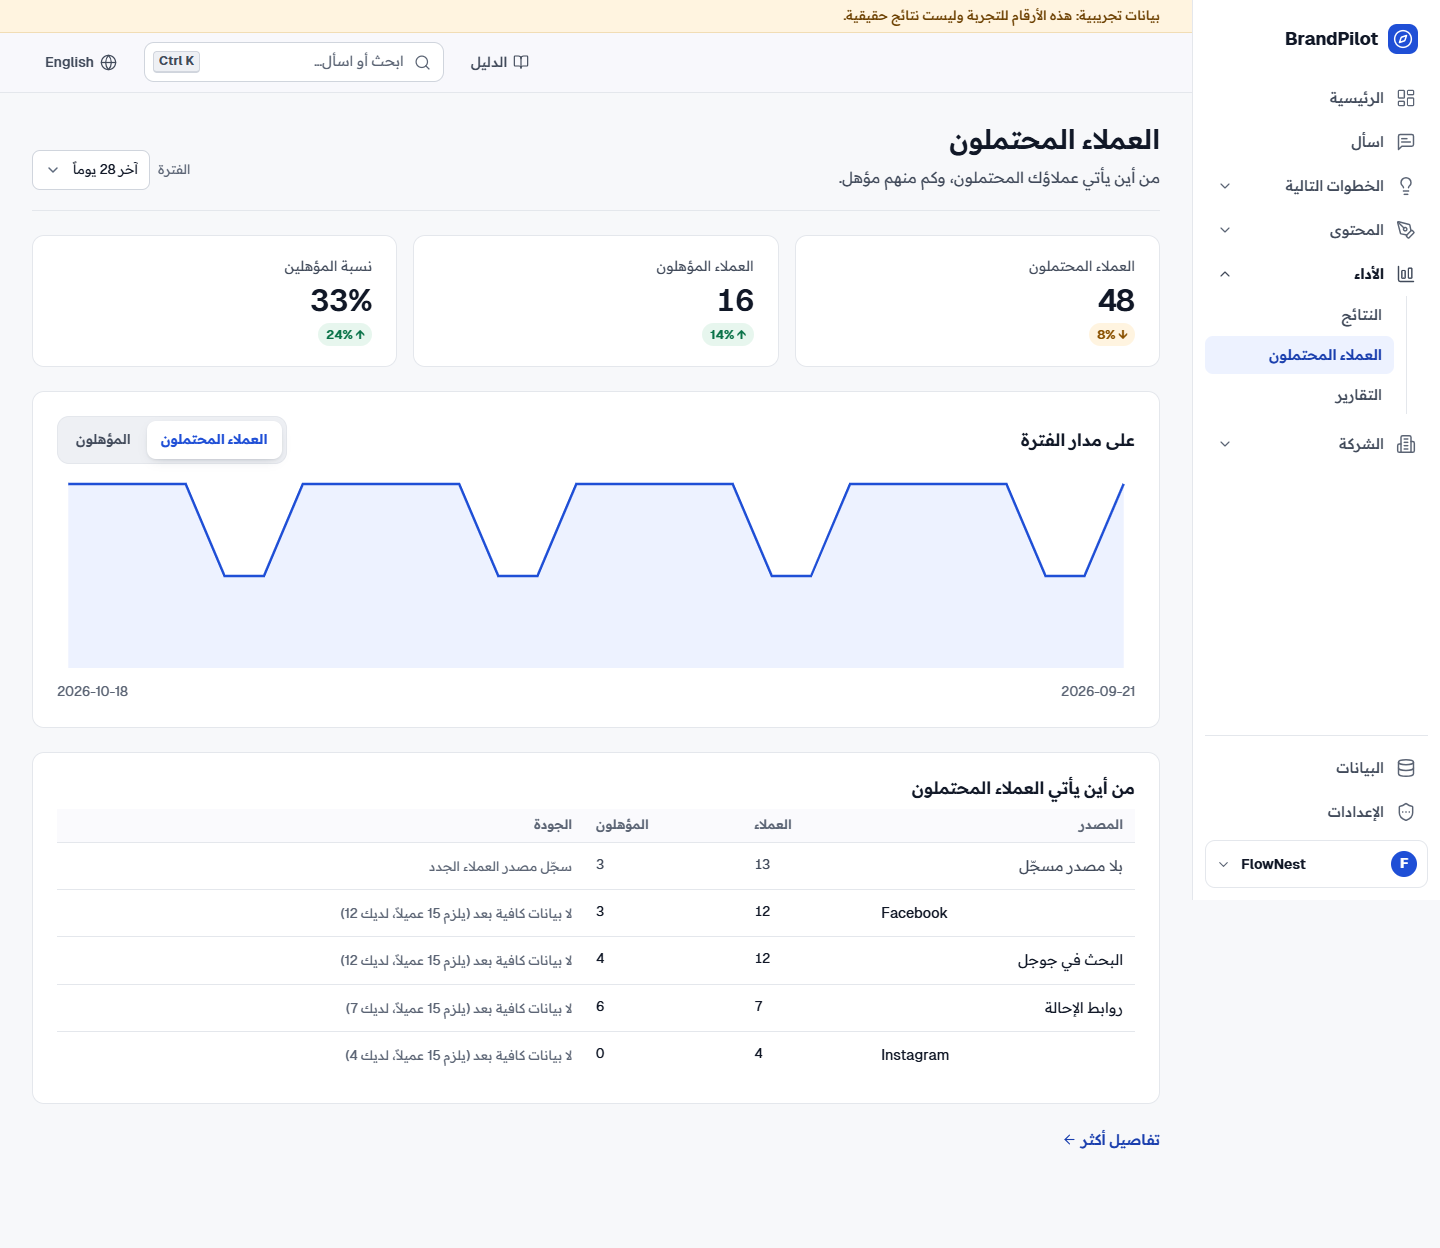 بيانات تجريبية: هذه الأرقام للتجربة وليست نتائج حقيقية.
BrandPilot
الرئيسية
اسأل
الخطوات التالية
المحتوى
الأداء
النتائج
العملاء المحتملون
التقارير
الشركة
البيانات
الإعدادات
F FlowNest
الدليل
ابحث أو اسأل... Ctrl K
English
العملاء المحتملون
من أين يأتي عملاؤك المحتملون، وكم منهم مؤهل.
الفترة آخر 28 يوماً
العملاء المحتملون
48
↓ 8%
العملاء المؤهلون
16
↑ 14%
نسبة المؤهلين
33%
↑ 24%
على مدار الفترة
العملاء المحتملون المؤهلون
2026-09-21 2026-10-18
من أين يأتي العملاء المحتملون
المصدر العملاء المؤهلون الجودة
بلا مصدر مسجّل 13 3 سجّل مصدر العملاء الجدد
Facebook 12 3 لا بيانات كافية بعد (يلزم 15 عميلاً، لديك 12)
البحث في جوجل 12 4 لا بيانات كافية بعد (يلزم 15 عميلاً، لديك 12)
روابط الإحالة 7 6 لا بيانات كافية بعد (يلزم 15 عميلاً، لديك 7)
Instagram 4 0 لا بيانات كافية بعد (يلزم 15 عميلاً، لديك 4)
تفاصيل أكثر ←